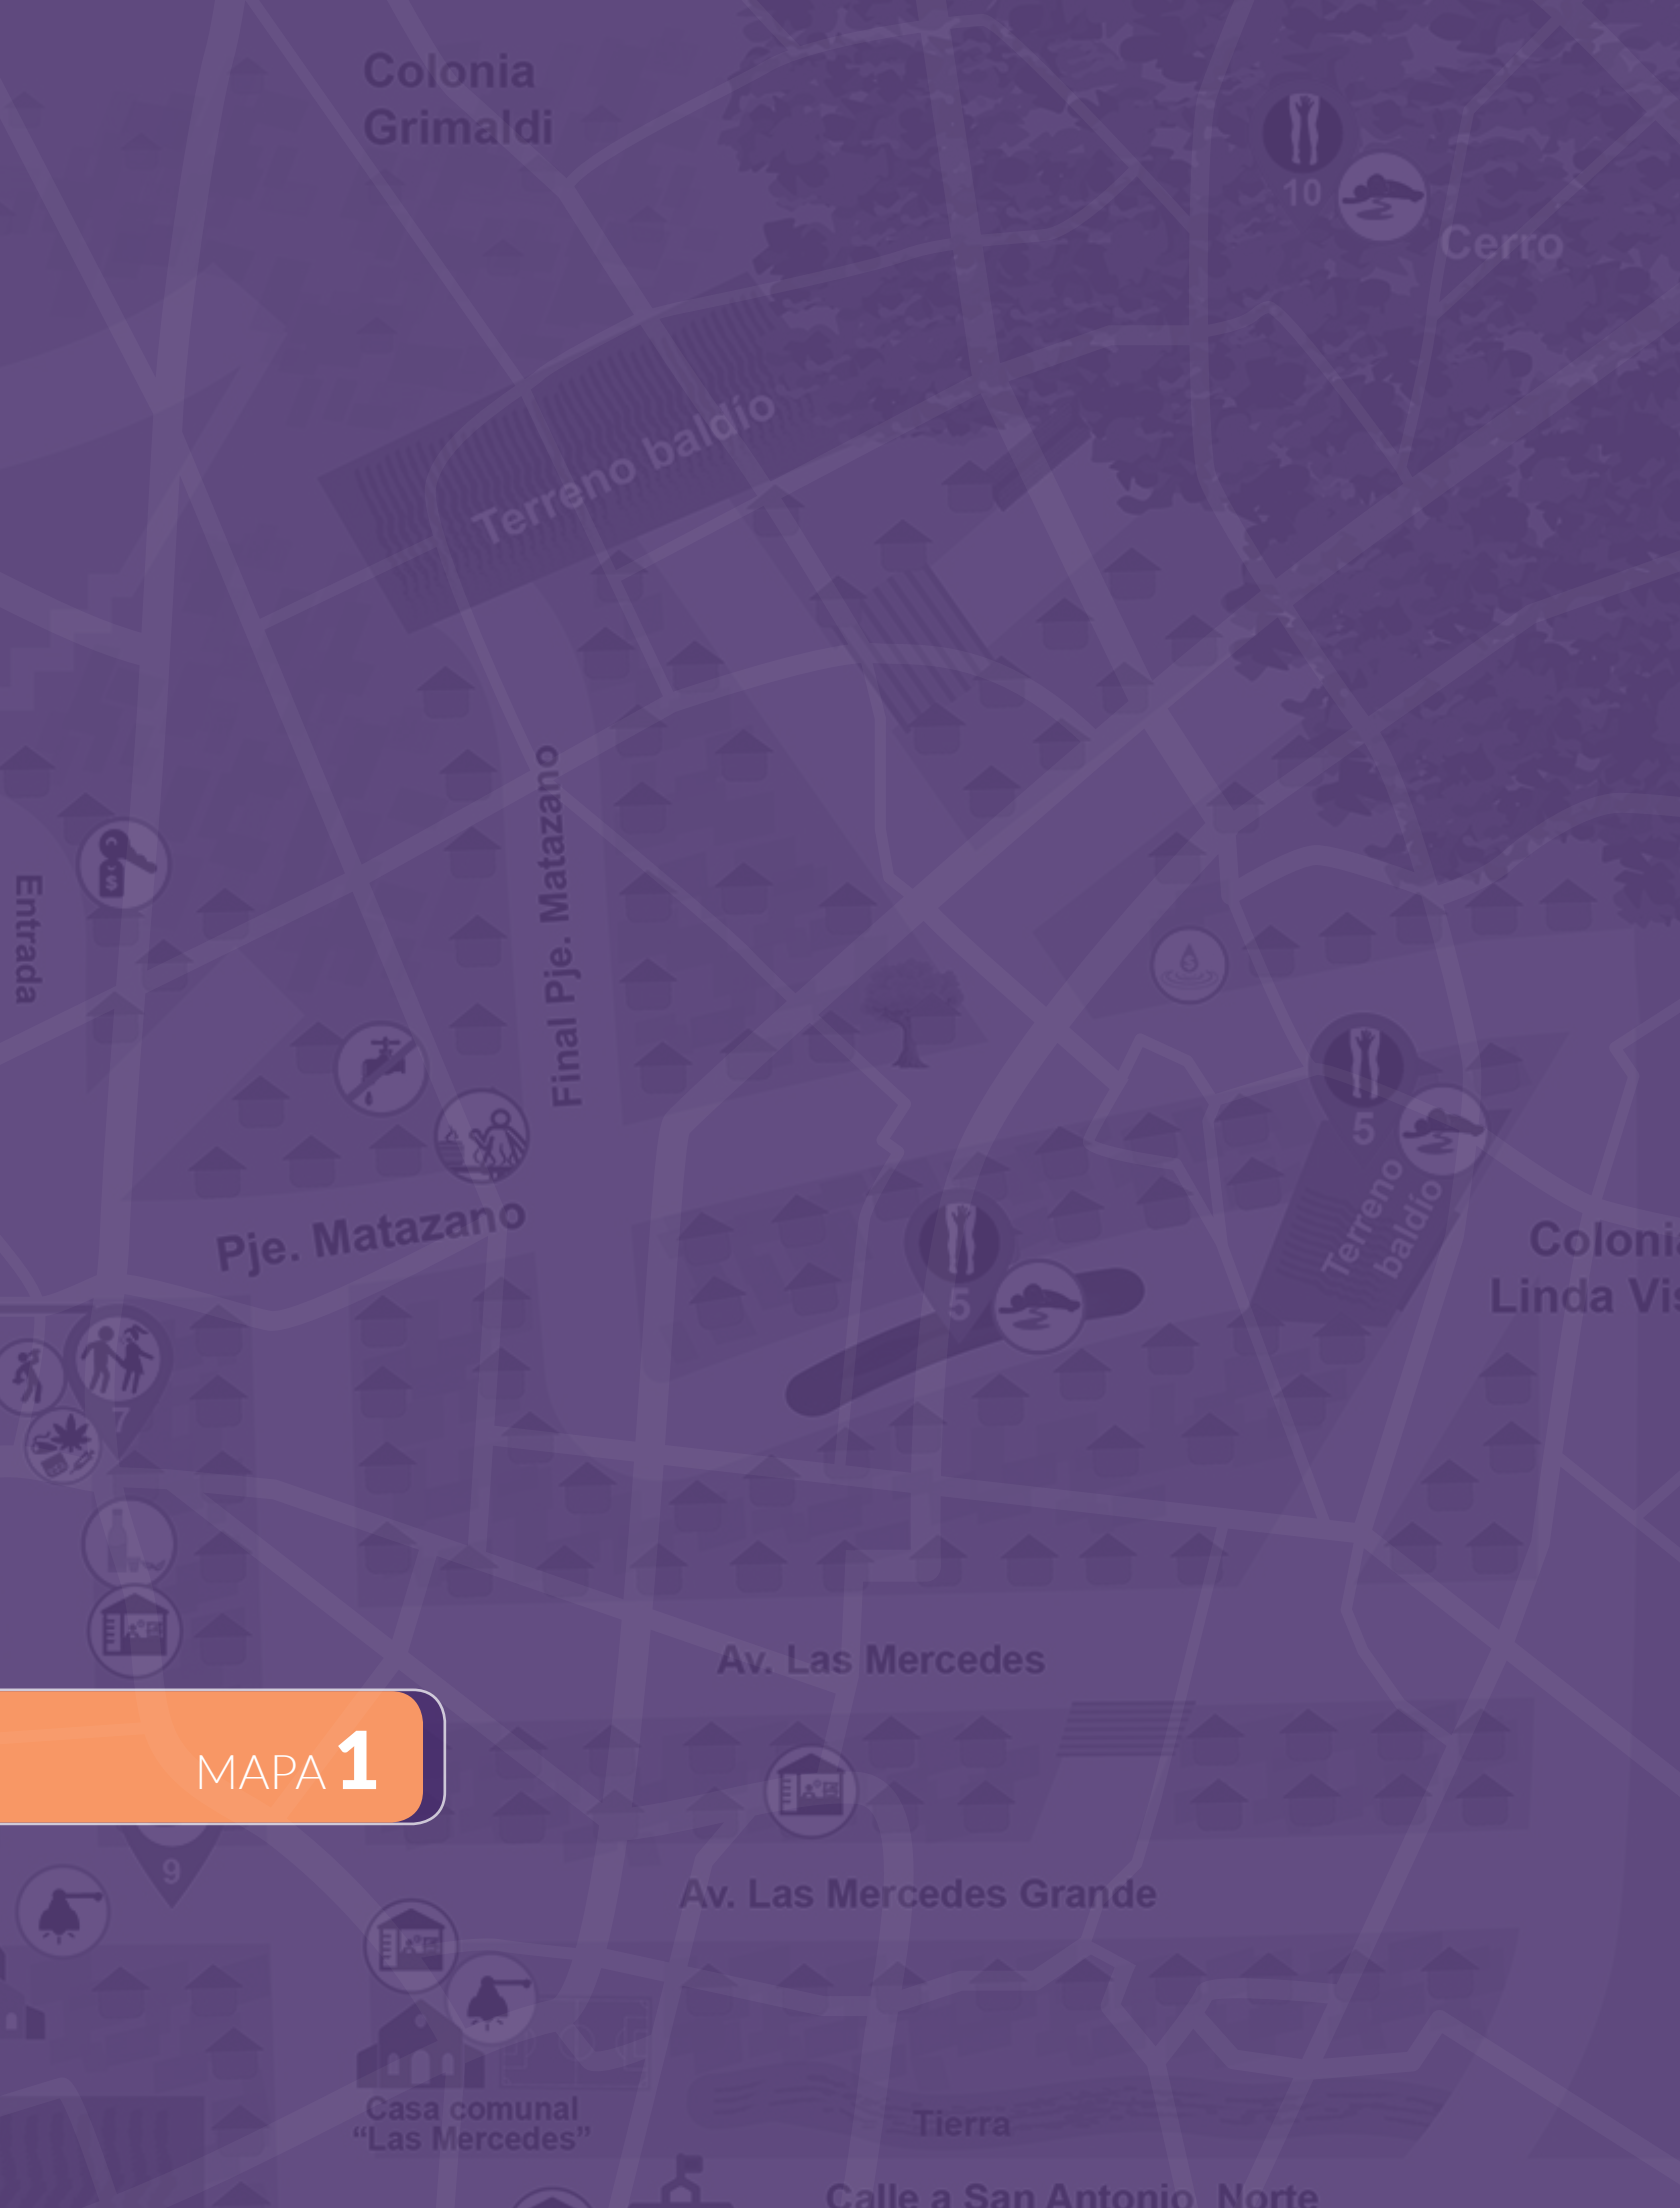 Colonia
Grimaldi
10
Cerro
Terreno baldío
Final Pje. Matazano
Entrada
$
Pje. Matazano
5
Terreno
baldío
5
Colonia
Linda Vis
7
Av. Las Mercedes
MAPA 1
9
Av. Las Mercedes Grande
Casa comunal
“Las Mercedes”
Tierra
Calle a San Antonio Norte